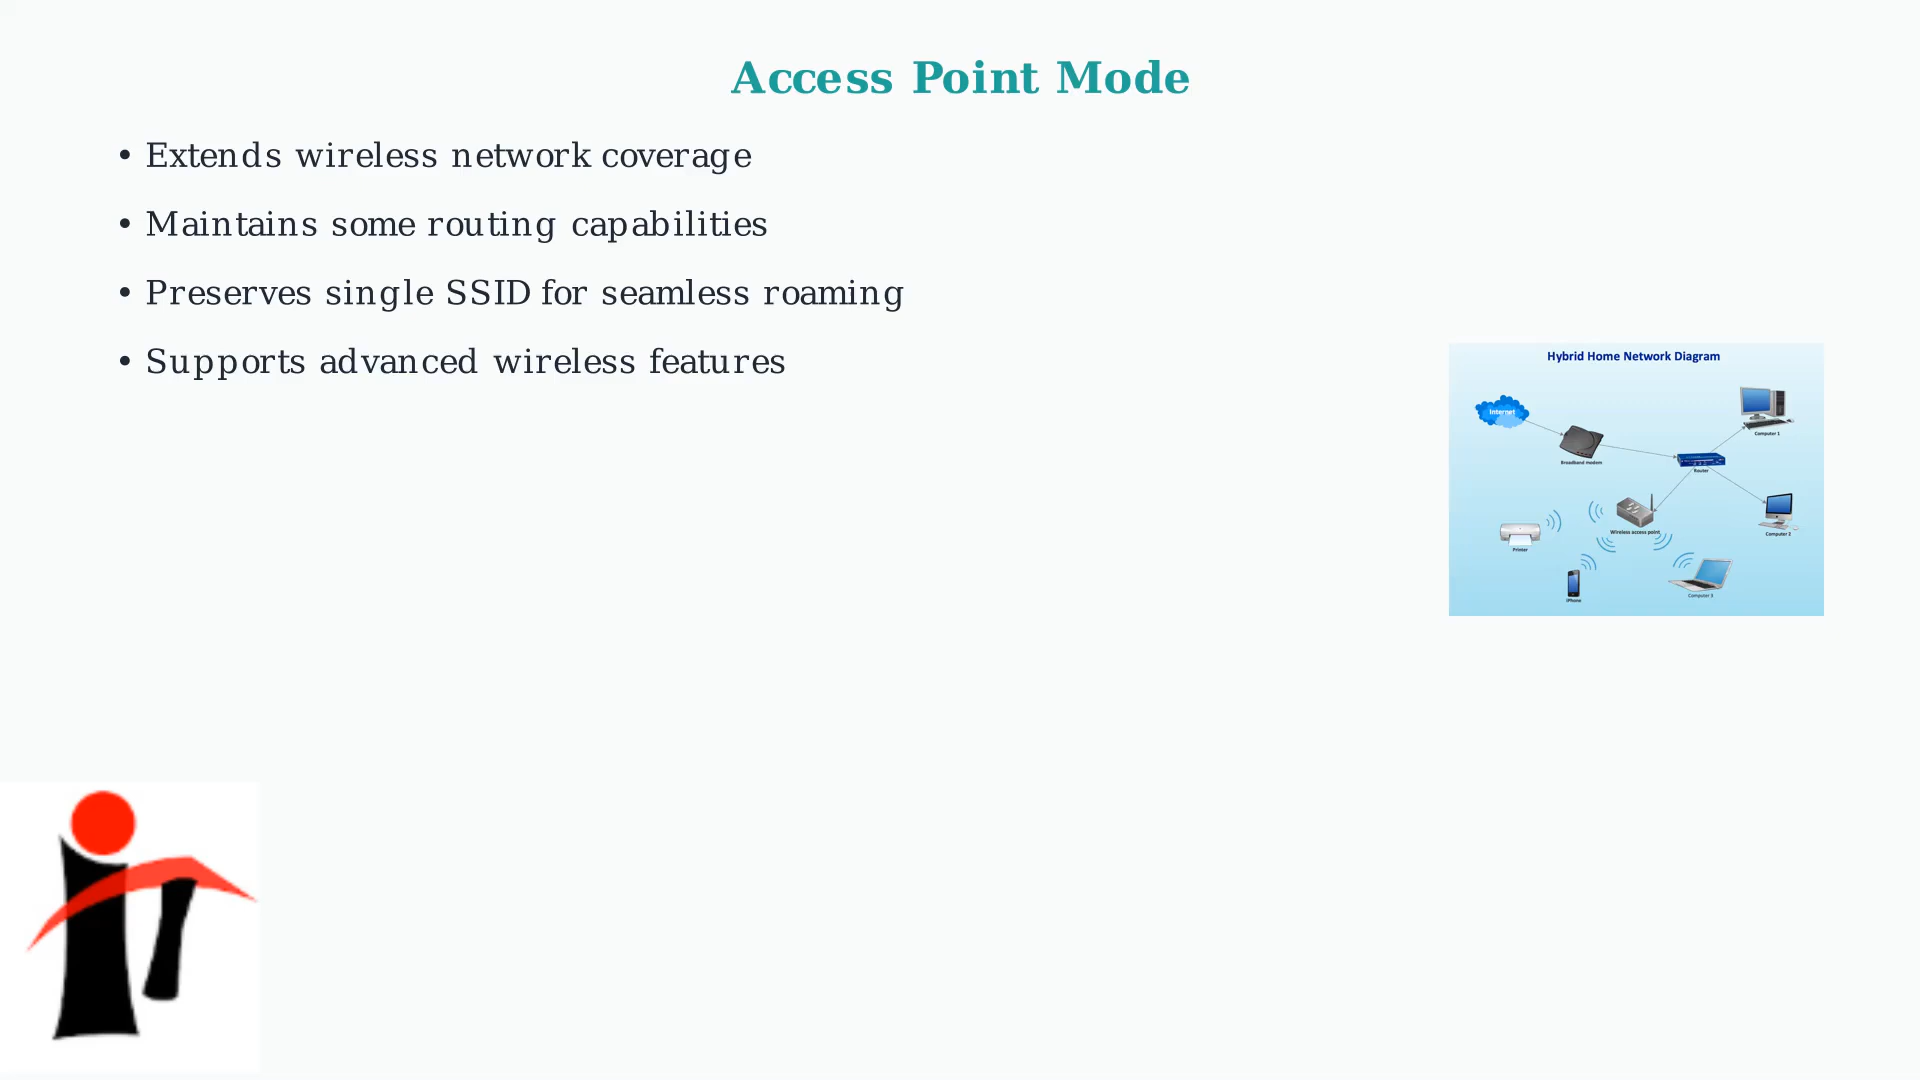 Access Point Mode
• Extends wireless network coverage
• Maintains some routing capabilities
• Preserves single SSID for seamless roaming
• Supports advanced wireless features
Hybrid Home Network Diagram
Internet
Computer 1
Broadband modem
Router
Wireless access point
Computer 2
Printer
Computer 3
iPhone